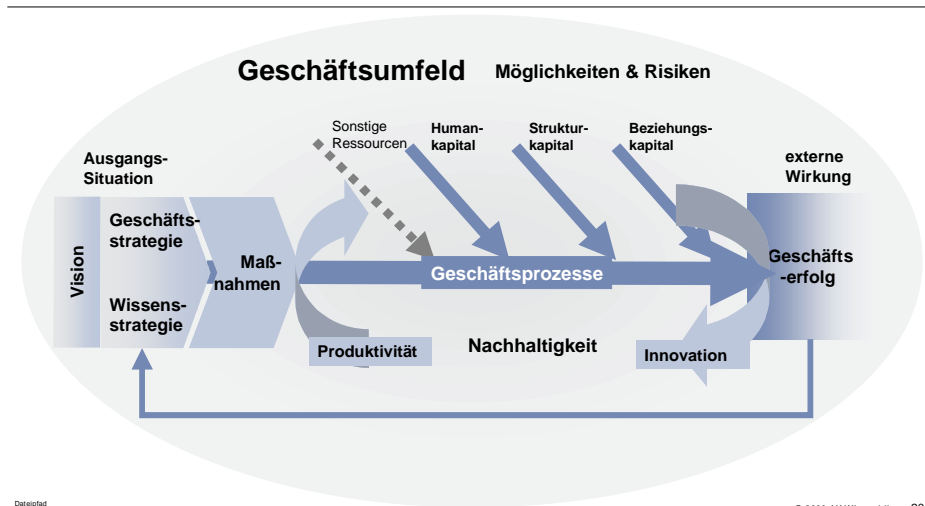 Geschäftsumfeld Möglichkeiten & Risiken
Sonstige
Ressourcen
Human-
kapital
Struktur-
kapital
Beziehungs-
kapital
Ausgangs-
Situation
externe
Wirkung
Vision
Geschäfts-
strategie
Wissens-
strategie
Maß-
nahmen
Geschäftsprozesse
Geschäfts
-erfolg
Produktivität
Nachhaltigkeit
Innovation
Dateipfad